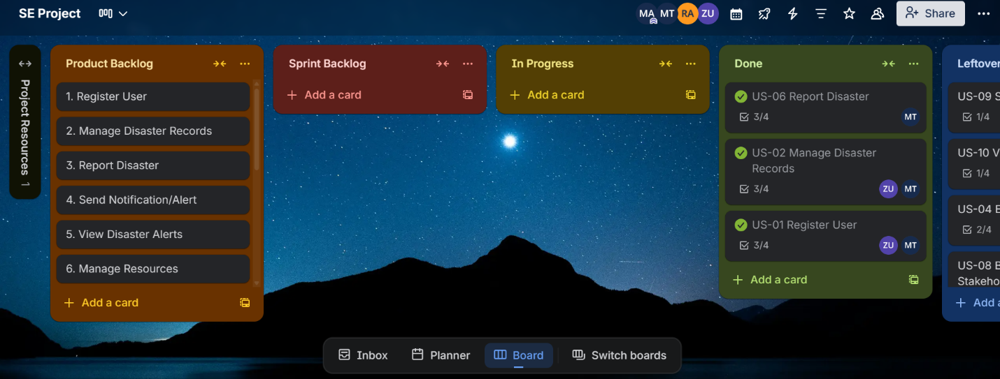 SE Project
MA MT RA ZU
Share
Project Resources 1
Product Backlog
1. Register User
2. Manage Disaster Records
3. Report Disaster
4. Send Notification/Alert
5. View Disaster Alerts
6. Manage Resources
Add a card
Sprint Backlog
Add a card
In Progress
Add a card
Done
US-06 Report Disaster
3/4
MT
US-02 Manage Disaster
Records
3/4
ZU MT
US-01 Register User
3/4
ZU MT
Add a card
Leftover
US-09 S
1/4
US-10 V
1/4
US-04 E
2/4
US-08 B
Stakeho
Add a
Inbox
Planner
Board
Switch boards